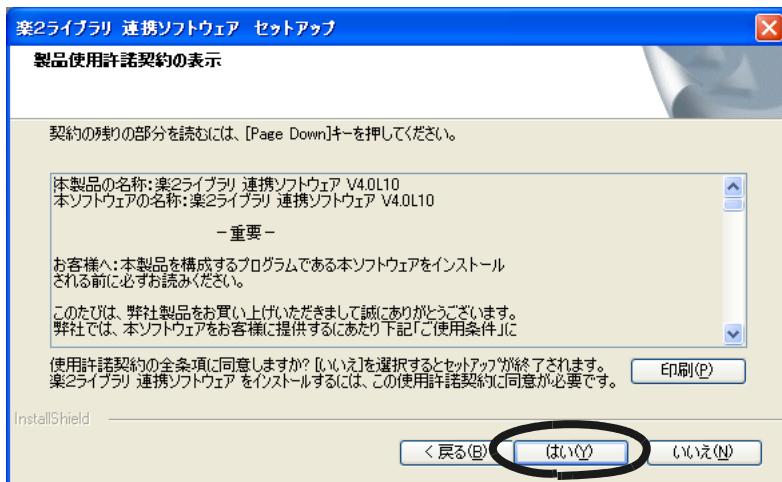 楽2ライブラリ 連携ソフトウェア セットアップ
製品使用許諾契約の表示
契約の残りの部分を読むには、[Page Down]キーを押してください。
本製品の名称:楽2ライブラリ 連携ソフトウェア V4.0L10
本ソフトウェアの名称:楽2ライブラリ 連携ソフトウェア V4.0L10
－重要－
お客様へ:本製品を構成するプログラムである本ソフトウェアをインストール
される前に必ずお読みください。
このたびは、弊社製品をお買い上げいただきまして誠にありがとうございます。
弊社では、本ソフトウェアをお客様に提供するにあたり下記「ご使用条件」に
使用許諾契約の全条項に同意しますか? [いいえ]を選択するとセットアップが終了されます。
楽2ライブラリ 連携ソフトウェア をインストールするには、この使用許諾契約に同意が必要です。
印刷(P)
InstallShield
< 戻る(B)
はい(Y)
いいえ(N)